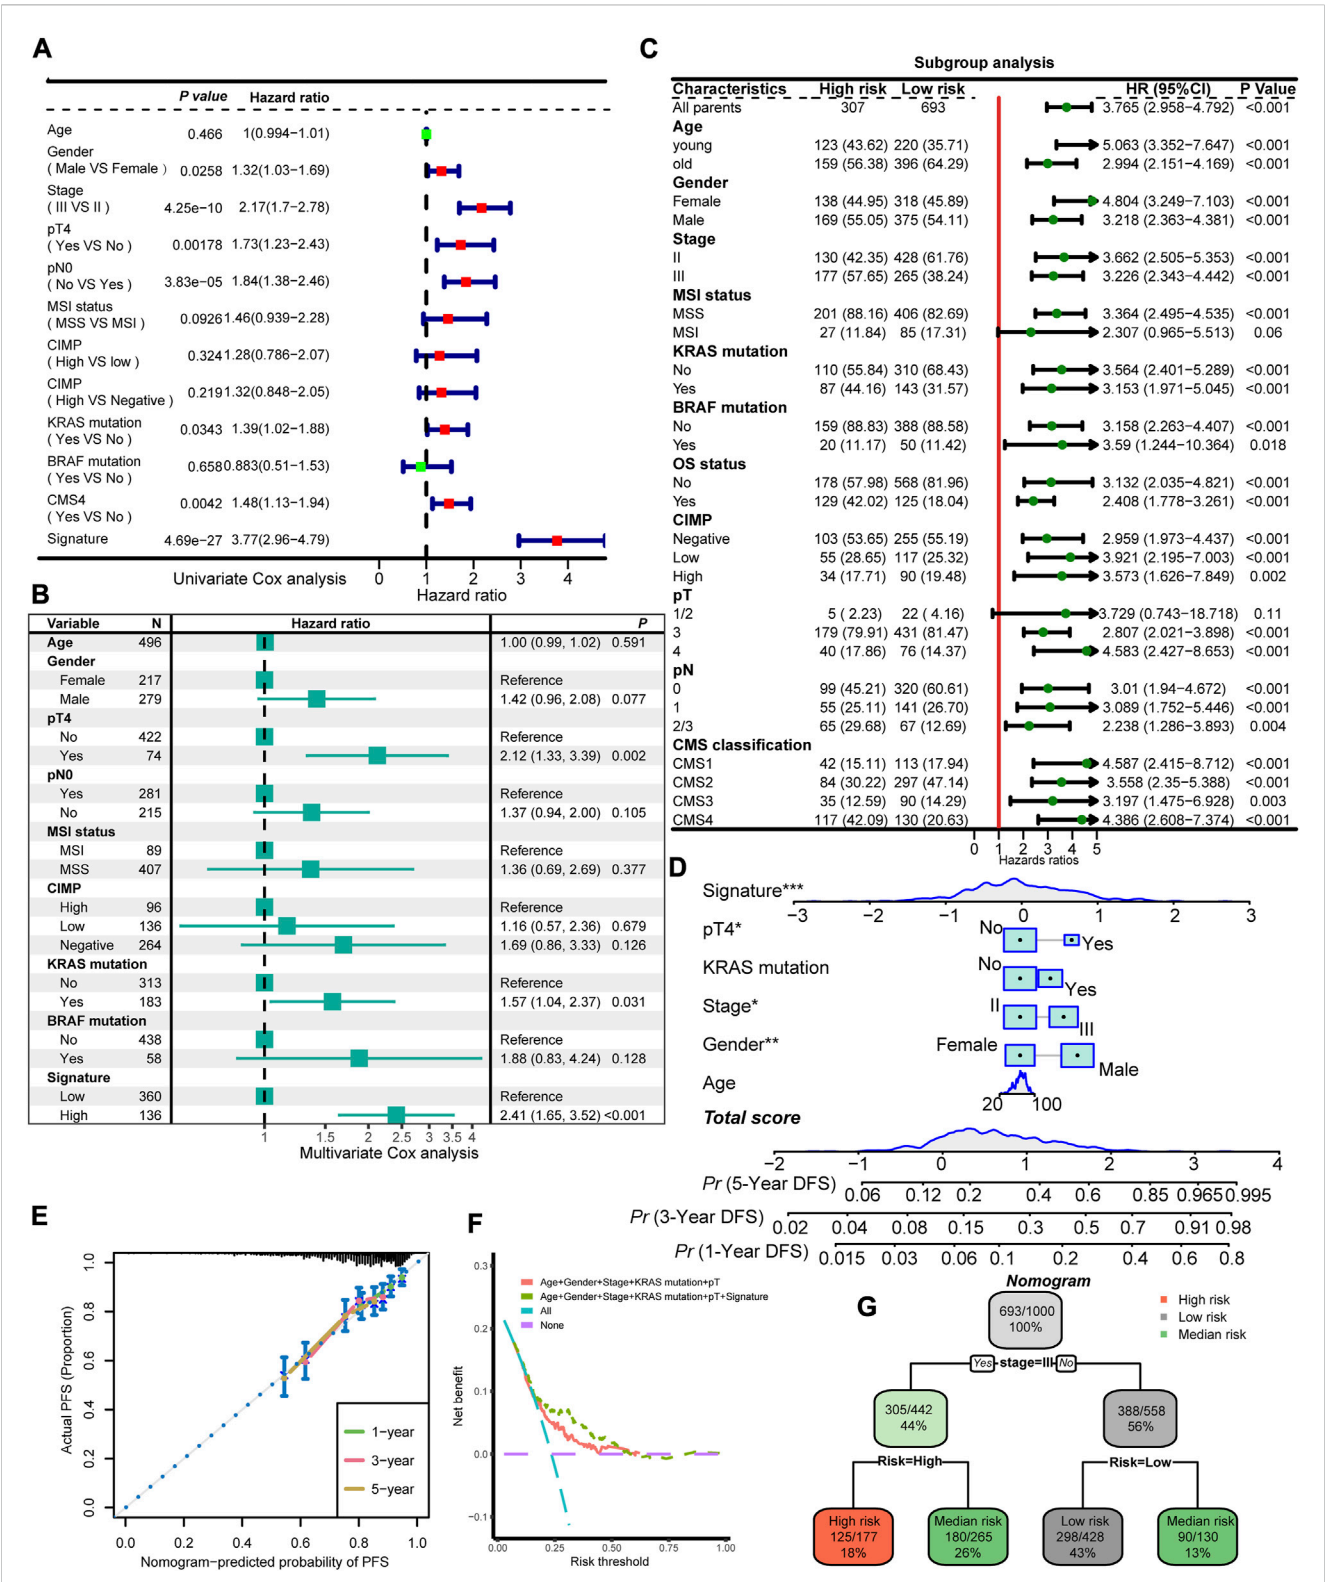 A
P value Hazard ratio
Age 0.466 1(0.994−1.01)
Gender
( Male VS Female ) 0.0258 1.32(1.03−1.69)
Stage
( III VS II ) 4.25e−10 2.17(1.7−2.78)
pT4
( Yes VS No ) 0.00178 1.73(1.23−2.43)
pN0
( No VS Yes ) 3.83e−05 1.84(1.38−2.46)
MSI status
( MSS VS MSI ) 0.0926 1.46(0.939−2.28)
CIMP
( High VS low ) 0.324 1.28(0.786−2.07)
CIMP
( High VS Negative ) 0.219 1.32(0.848−2.05)
KRAS mutation
( Yes VS No ) 0.0343 1.39(1.02−1.88)
BRAF mutation
( Yes VS No ) 0.658 0.883(0.51−1.53)
CMS4
( Yes VS No ) 0.0042 1.48(1.13−1.94)
Signature 4.69e−27 3.77(2.96−4.79)
Univariate Cox analysis 0 1 2 3 4
Hazard ratio
B
Variable N Hazard ratio P
Age 496 1.00 (0.99, 1.02) 0.591
Gender
Female 217 Reference
Male 279 1.42 (0.96, 2.08) 0.077
pT4
No 422 Reference
Yes 74 2.12 (1.33, 3.39) 0.002
pN0
Yes 281 Reference
No 215 1.37 (0.94, 2.00) 0.105
MSI status
MSI 89 Reference
MSS 407 1.36 (0.69, 2.69) 0.377
CIMP
High 96 Reference
Low 136 1.16 (0.57, 2.36) 0.679
Negative 264 1.69 (0.86, 3.33) 0.126
KRAS mutation
No 313 Reference
Yes 183 1.57 (1.04, 2.37) 0.031
BRAF mutation
No 438 Reference
Yes 58 1.88 (0.83, 4.24) 0.128
Signature
Low 360 Reference
High 136 2.41 (1.65, 3.52) <0.001
1 1.5 2 2.5 3 3.5 4
Multivariate Cox analysis
C
Subgroup analysis
Characteristics High risk Low risk HR (95%CI) P Value
All parents 307 693 3.765 (2.958−4.792) <0.001
Age
young 123 (43.62) 220 (35.71) 5.063 (3.352−7.647) <0.001
old 159 (56.38) 396 (64.29) 2.994 (2.151−4.169) <0.001
Gender
Female 138 (44.95) 318 (45.89) 4.804 (3.249−7.103) <0.001
Male 169 (55.05) 375 (54.11) 3.218 (2.363−4.381) <0.001
Stage
II 130 (42.35) 428 (61.76) 3.662 (2.505−5.353) <0.001
III 177 (57.65) 265 (38.24) 3.226 (2.343−4.442) <0.001
MSI status
MSS 201 (88.16) 406 (82.69) 3.364 (2.495−4.535) <0.001
MSI 27 (11.84) 85 (17.31) 2.307 (0.965−5.513) 0.06
KRAS mutation
No 110 (55.84) 310 (68.43) 3.564 (2.401−5.289) <0.001
Yes 87 (44.16) 143 (31.57) 3.153 (1.971−5.045) <0.001
BRAF mutation
No 159 (88.83) 388 (88.58) 3.158 (2.263−4.407) <0.001
Yes 20 (11.17) 50 (11.42) 3.59 (1.244−10.364) 0.018
OS status
No 178 (57.98) 568 (81.96) 3.132 (2.035−4.821) <0.001
Yes 129 (42.02) 125 (18.04) 2.408 (1.778−3.261) <0.001
CIMP
Negative 103 (53.65) 255 (55.19) 2.959 (1.973−4.437) <0.001
Low 55 (28.65) 117 (25.32) 3.921 (2.195−7.003) <0.001
High 34 (17.71) 90 (19.48) 3.573 (1.626−7.849) 0.002
pT
1/2 5 ( 2.23) 22 ( 4.16) 3.729 (0.743−18.718) 0.11
3 179 (79.91) 431 (81.47) 2.807 (2.021−3.898) <0.001
4 40 (17.86) 76 (14.37) 4.583 (2.427−8.653) <0.001
pN
0 99 (45.21) 320 (60.61) 3.01 (1.94−4.672) <0.001
1 55 (25.11) 141 (26.70) 3.089 (1.752−5.446) <0.001
2/3 65 (29.68) 67 (12.69) 2.238 (1.286−3.893) 0.004
CMS classification
CMS1 42 (15.11) 113 (17.94) 4.587 (2.415−8.712) <0.001
CMS2 84 (30.22) 297 (47.14) 3.558 (2.35−5.388) <0.001
CMS3 35 (12.59) 90 (14.29) 3.197 (1.475−6.928) 0.003
CMS4 117 (42.09) 130 (20.63) 4.386 (2.608−7.374) <0.001
0 1 2 3 4 5
Hazards ratios
D
Signature***
−3 −2 −1 0 1 2 3
pT4* No Yes
KRAS mutation No Yes
Stage* II III
Gender** Female Male
Age
20 100
Total score
−2 −1 0 1 2 3 4
Pr (5-Year DFS) 0.06 0.12 0.2 0.4 0.6 0.85 0.965 0.995
Pr (3-Year DFS) 0.02 0.04 0.08 0.15 0.3 0.5 0.7 0.91 0.98
Pr (1-Year DFS) 0.015 0.03 0.06 0.1 0.2 0.4 0.6 0.8
Nomogram
E
Actual PFS (Proportion)
1.0
0.8
0.6
0.4
0.2
0.0
1−year
3−year
5−year
0.0 0.2 0.4 0.6 0.8 1.0
Nomogram−predicted probability of PFS
F
Net benefit
0.3
0.1
0.0
−0.1
Age+Gender+Stage+KRAS mutation+pT
Age+Gender+Stage+KRAS mutation+pT+Signature
All
None
0.00 0.25 0.50 0.75 1.00
Risk threshold
G
High risk
Low risk
Median risk
693/1000
100%
Yes stage=III No
305/442
44%
388/558
56%
Risk=High
Risk=Low
High risk
125/177
18%
Median risk
180/265
26%
Low risk
298/428
43%
Median risk
90/130
13%